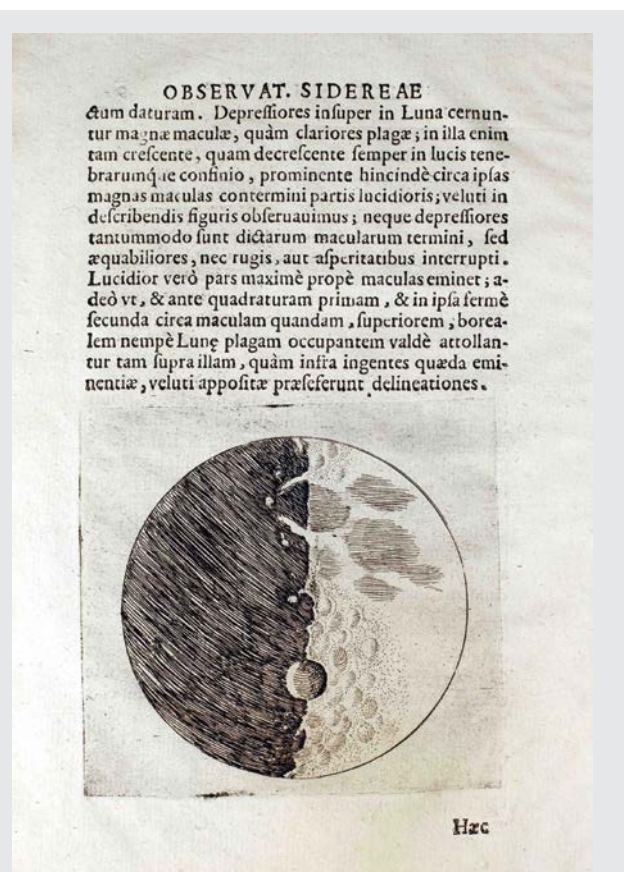 OBSERVAT. SIDEREAE
ctum daturam. Depreſſiores inſuper in Luna cernun-
tur magnæ maculæ, quàm clariores plagæ; in illa enim
tam creſcente, quam decreſcente ſemper in lucis tene-
brarumq́ue confinio, prominente hincindè circa ipſas
magnas maculas contermini partis lucidioris; veluti in
deſcribendis figuris obſeruauimus; neque depreſſiores
tantummodo ſunt dictarum macularum termini, ſed
æquabiliores, nec rugis, aut aſperitatibus interrupti.
Lucidior verò pars maximè propè maculas eminet; a-
deò vt, & ante quadraturam primam, & in ipſa fermè
ſecunda circa maculam quandam, ſuperiorem, borea-
lem nempè Lunę plagam occupantem valdè attollan-
tur tam ſupra illam, quàm infra ingentes quæda emi-
nentiæ, veluti appoſitæ præſeferunt delineationes.
Hæc